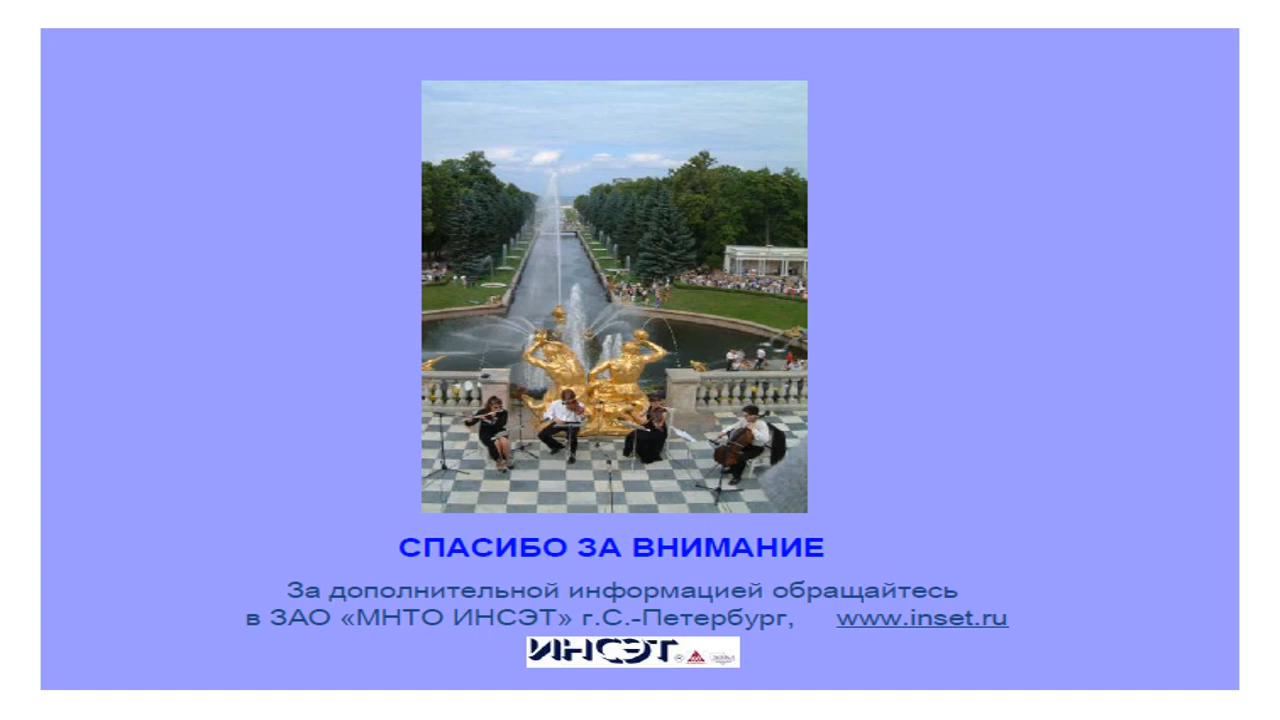 СПАСИБО ЗА ВНИМАНИЕ
За дополнительной информацией обращайтесь
в ЗАО «МНТО ИНСЭТ» г.С.-Петербург, www.inset.ru
ИНСЭТ